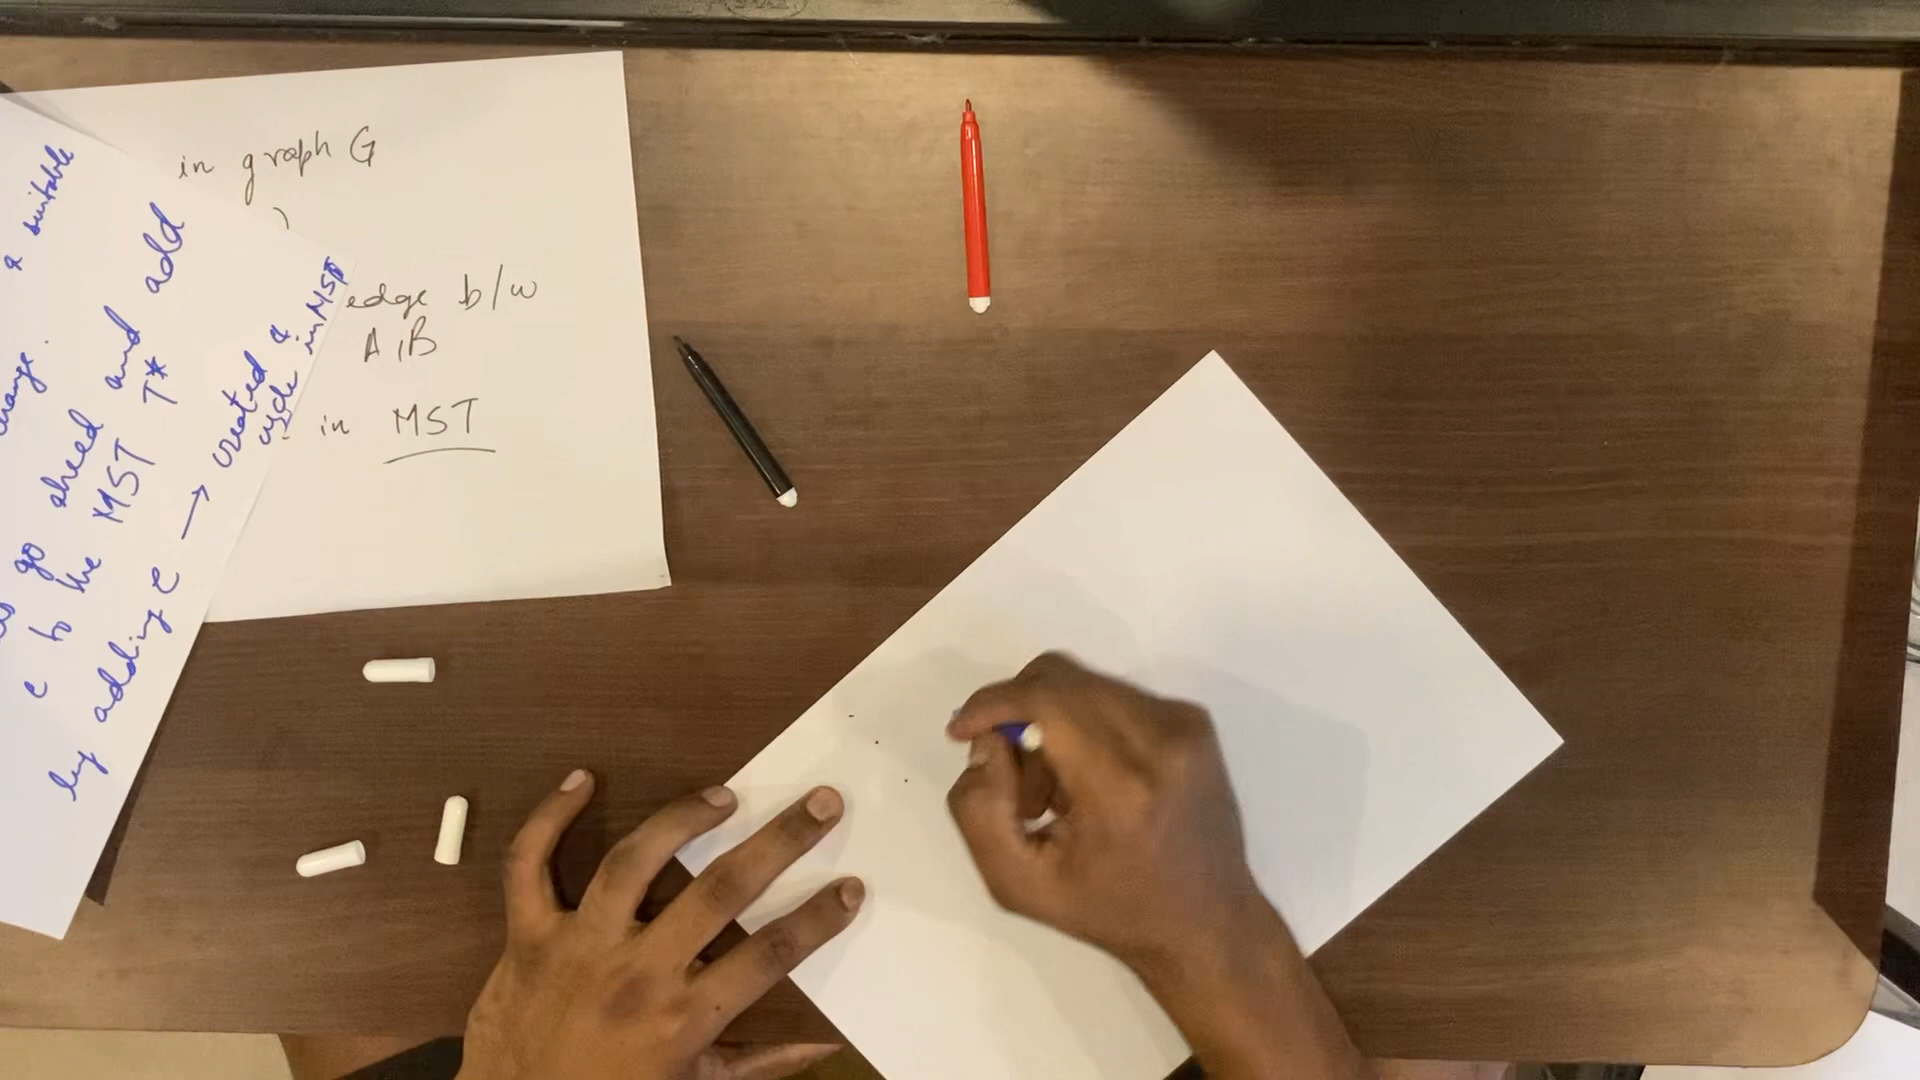 in graph G
edge b/w
A, B
in MST
a suitable
go ahead and add
e to the MST T*
by adding e → created a
cycle in MST